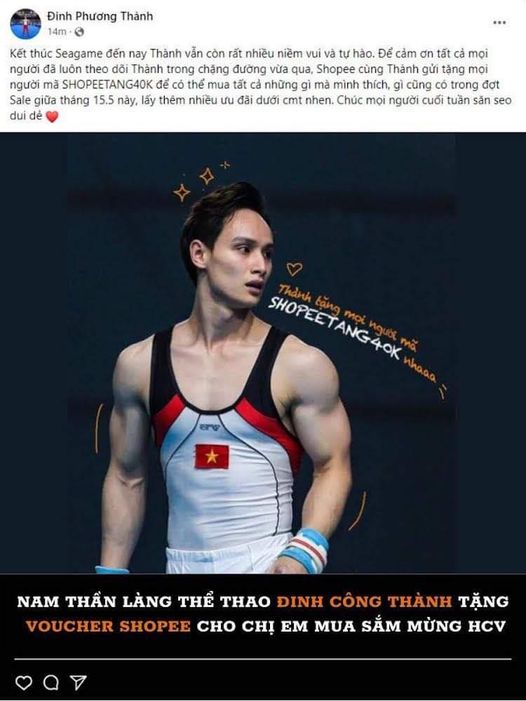 Đinh Phương Thành
14m ·
Kết thúc Seagame đến nay Thành vẫn còn rất nhiều niềm vui và tự hào. Để cảm ơn tất cả mọi
người đã luôn theo dõi Thành trong chặng đường vừa qua, Shopee cùng Thành gửi tặng mọi
người mã SHOPEETANG40K để có thể mua tất cả những gì mà mình thích, gì cũng có trong đợt
Sale giữa tháng 15.5 này, lấy thêm nhiều ưu đãi dưới cmt nhen. Chúc mọi người cuối tuần săn seo
dui dẻ ❤️
Thành tặng mọi người mã
SHOPEETANG40K nhaaa
NAM THẦN LÀNG THỂ THAO ĐINH CÔNG THÀNH TẶNG
VOUCHER SHOPEE CHO CHỊ EM MUA SẮM MỪNG HCV